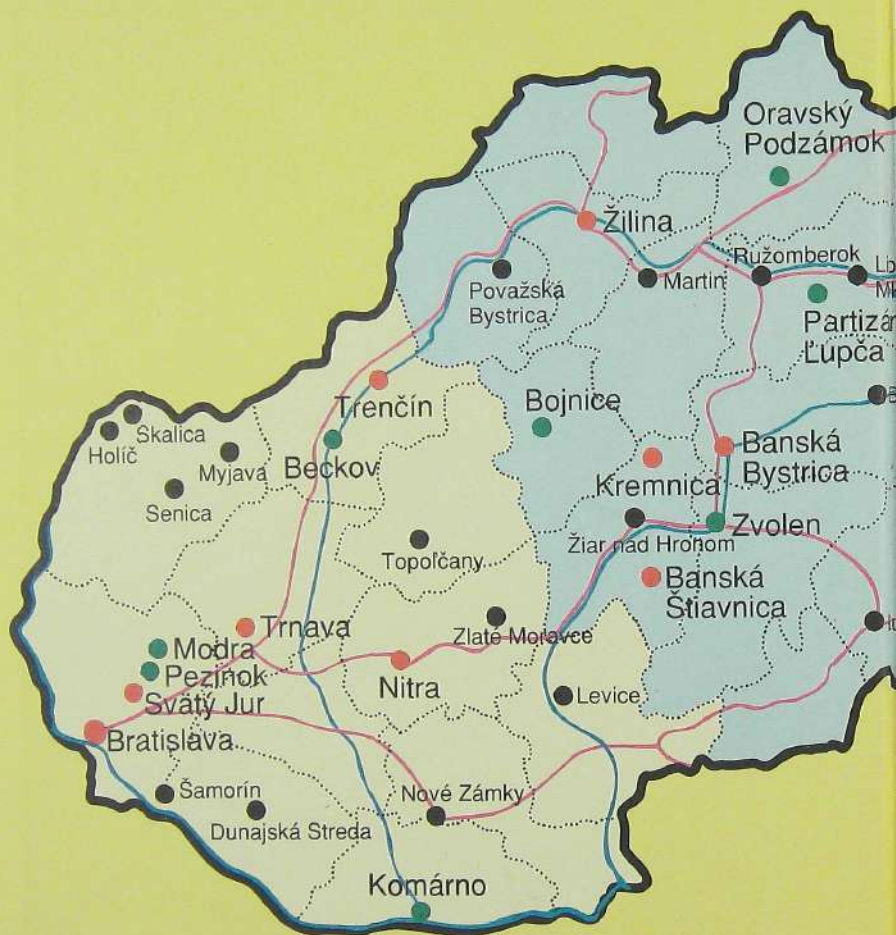 Oravský
Podzámok
Žilina
Ružomberok
Martin
Považská
Bystrica
Ľupča
Trenčín
Bojnice
Skalica
Holíč
Myjava
Beckov
Banská
Bystrica
Senica
Kremnica
Zvolen
Žiar nad Hronom
Topoľčany
Banská
Štiavnica
Trnava
Zlaté Moravce
Modra
Pezinok
Nitra
Levice
Svätý Jur
Bratislava
Šamorín
Nové Zámky
Dunajská Streda
Komárno